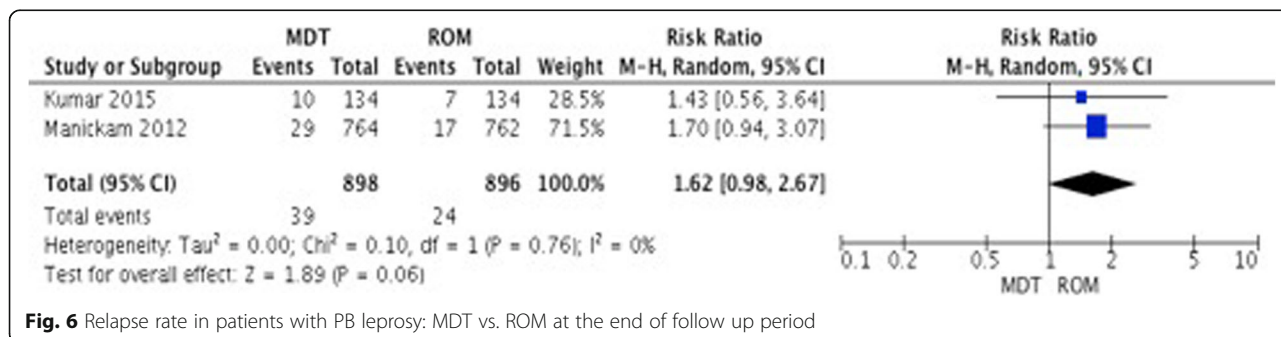 MDT ROM Risk Ratio Risk Ratio
Study or Subgroup Events Total Events Total Weight M-H, Random, 95% CI M-H, Random, 95% CI
Kumar 2015 10 134 7 134 28.5% 1.43 [0.56, 3.64]
Manickam 2012 29 764 17 762 71.5% 1.70 [0.94, 3.07]
Total (95% CI) 898 896 100.0% 1.62 [0.98, 2.67]
Total events 39 24
Heterogeneity: Tau² = 0.00; Chi² = 0.10, df = 1 (P = 0.76); I² = 0%
Test for overall effect: Z = 1.89 (P = 0.06)
0.1 0.2 0.5 1 2 5 10
MDT ROM
Fig. 6 Relapse rate in patients with PB leprosy: MDT vs. ROM at the end of follow up period